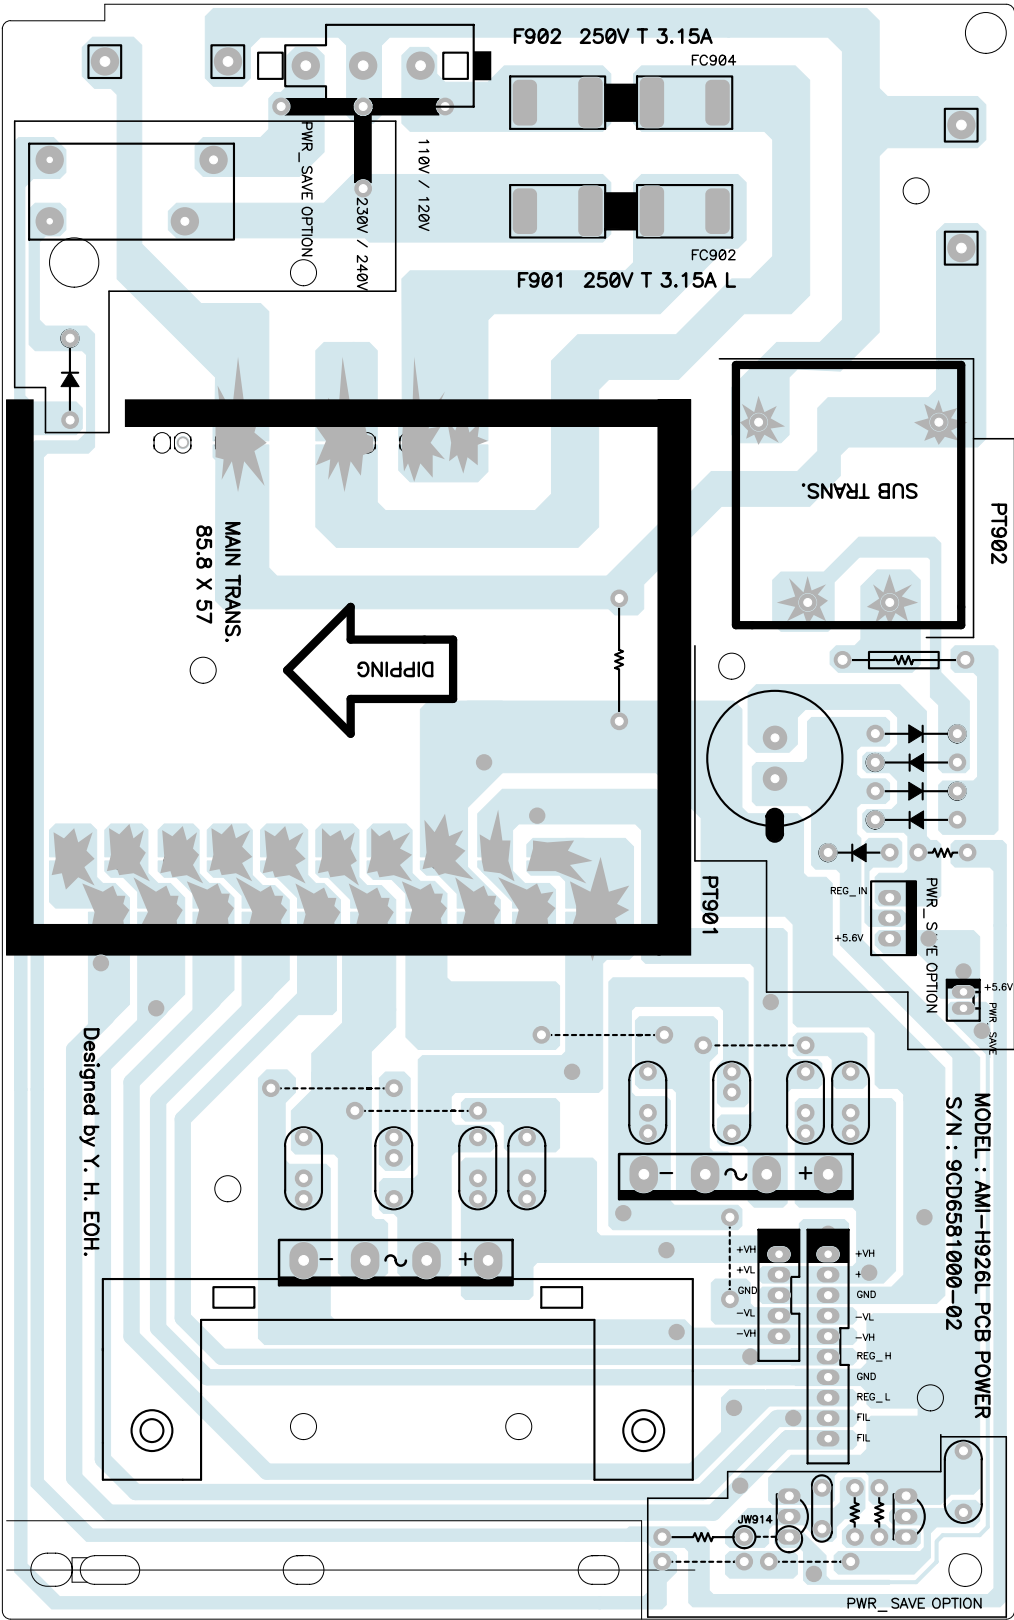 F902 250V T 3.15A
FC904
PWR_SAVE OPTION
110V / 120V
230V / 240V
FC902
F901 250V T 3.15A L
SUB TRANS.
PT902
MAIN TRANS.
85.8 X 57
DIPPING
PT901
REG_IN
+5.6V
PWR_SAVE OPTION
+5.6V
PWR_SAVE
Designed by Y. H. EOH.
MODEL : AMI-H926L PCB POWER
S/N : 9CD6581000-02
- ~ +
- ~ +
+VH
+VL
GND
-VL
-VH
+VH
+
GND
-VL
-VH
REG_H
GND
REG_L
FIL
FIL
JW914
PWR_SAVE OPTION